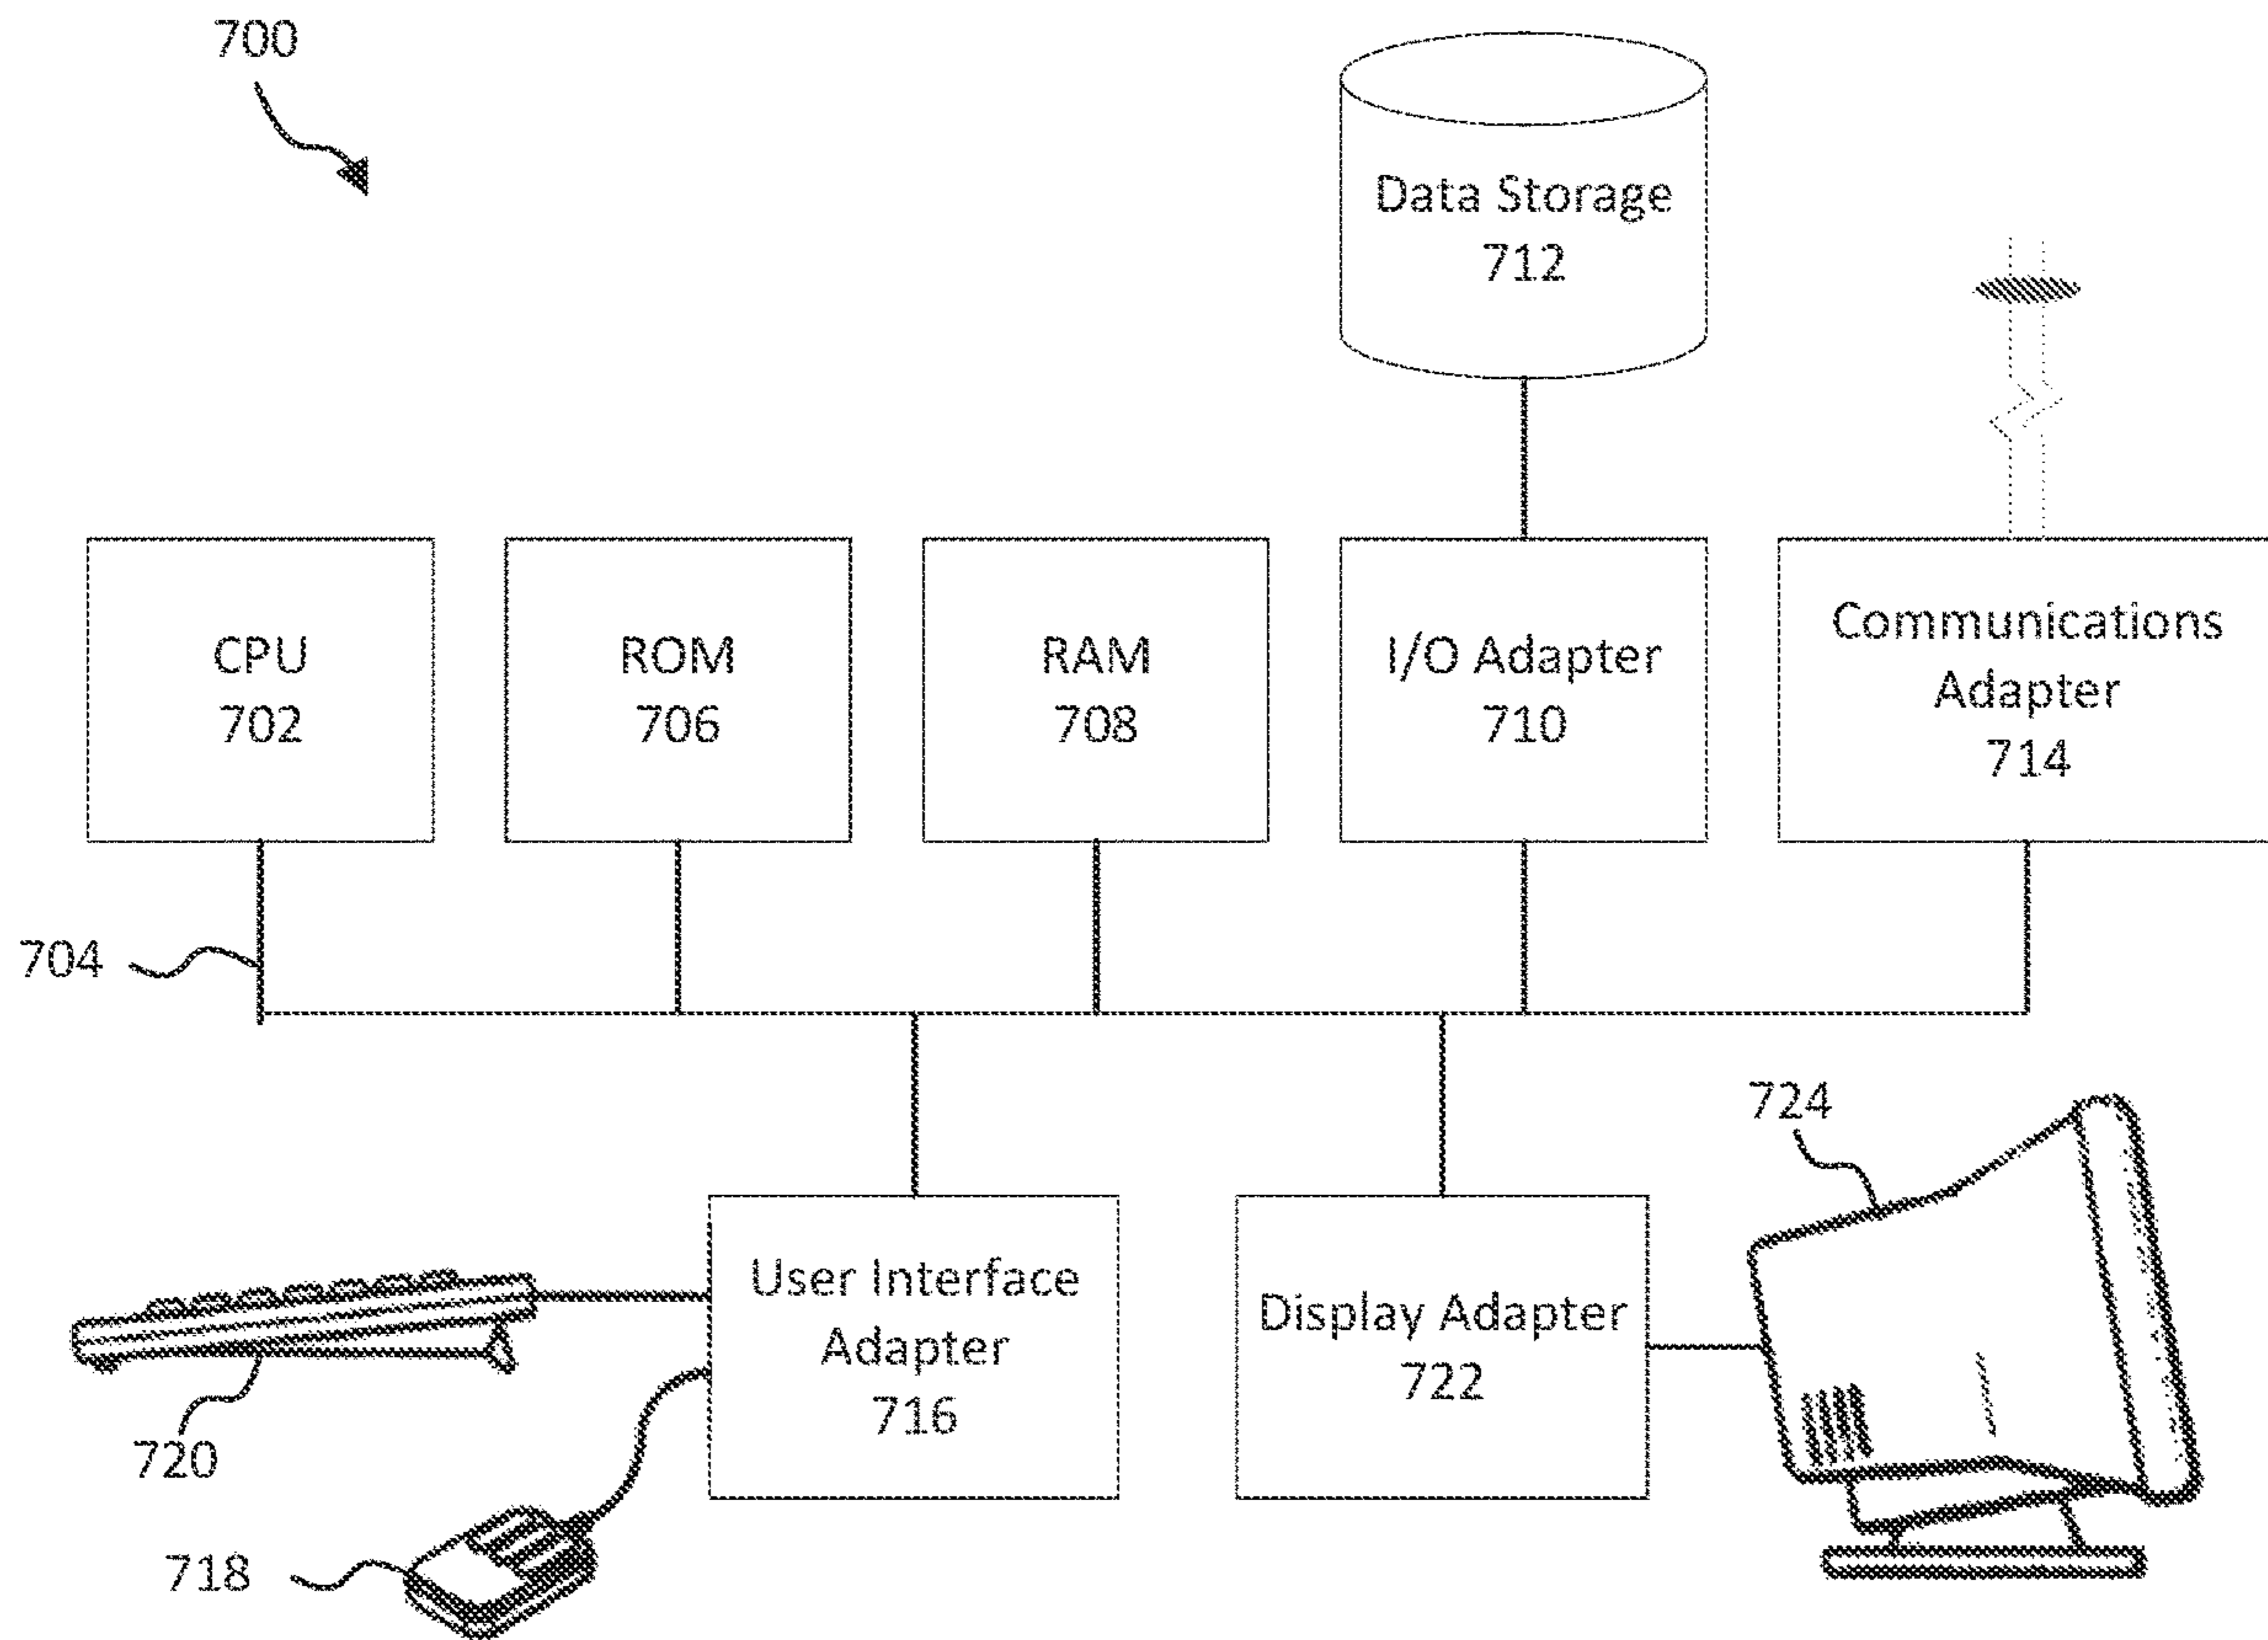 700
Data Storage
712
CPU
702
ROM
706
RAM
708
I/O Adapter
710
Communications
Adapter
714
704
724
User Interface
Adapter
716
Display Adapter
722
720
718